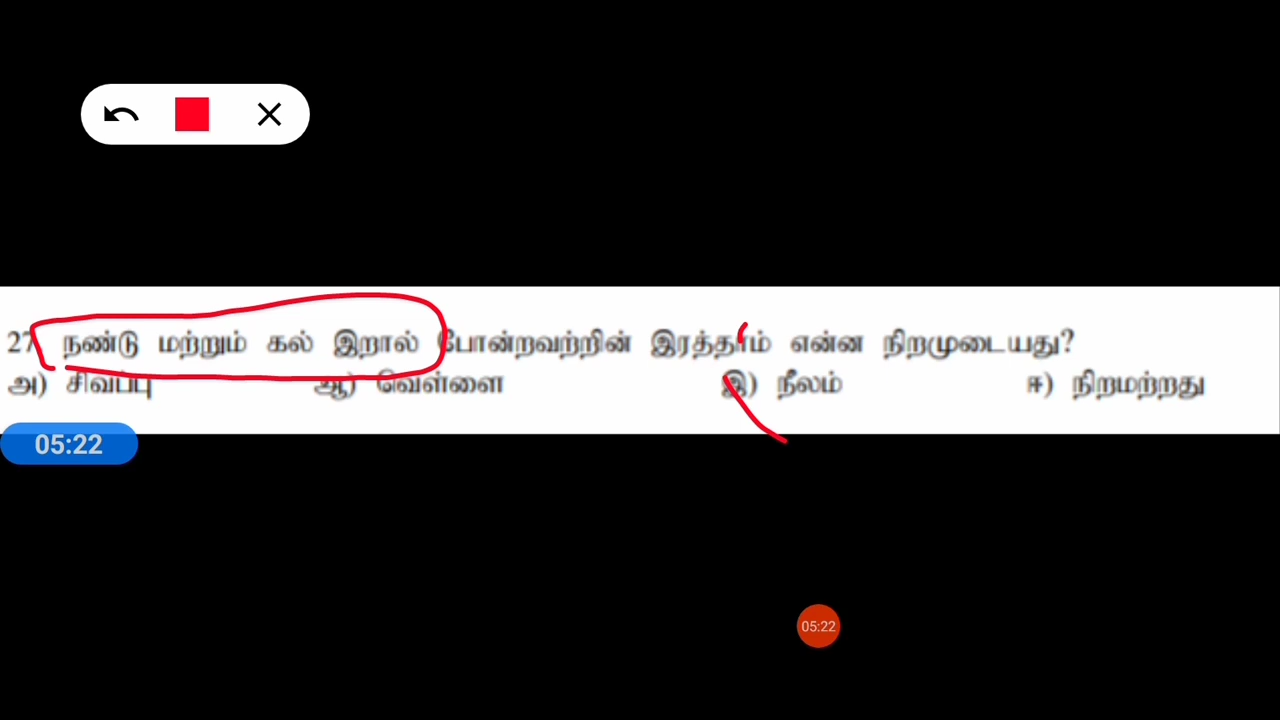 27 நண்டு மற்றும் கல் இறால் போன்றவற்றின் இரத்தம் என்ன நிறமுடையது?
அ) சிவப்பு ஆ) வெள்ளை இ) நீலம் ஈ) நிறமற்றது
05:22
05:22